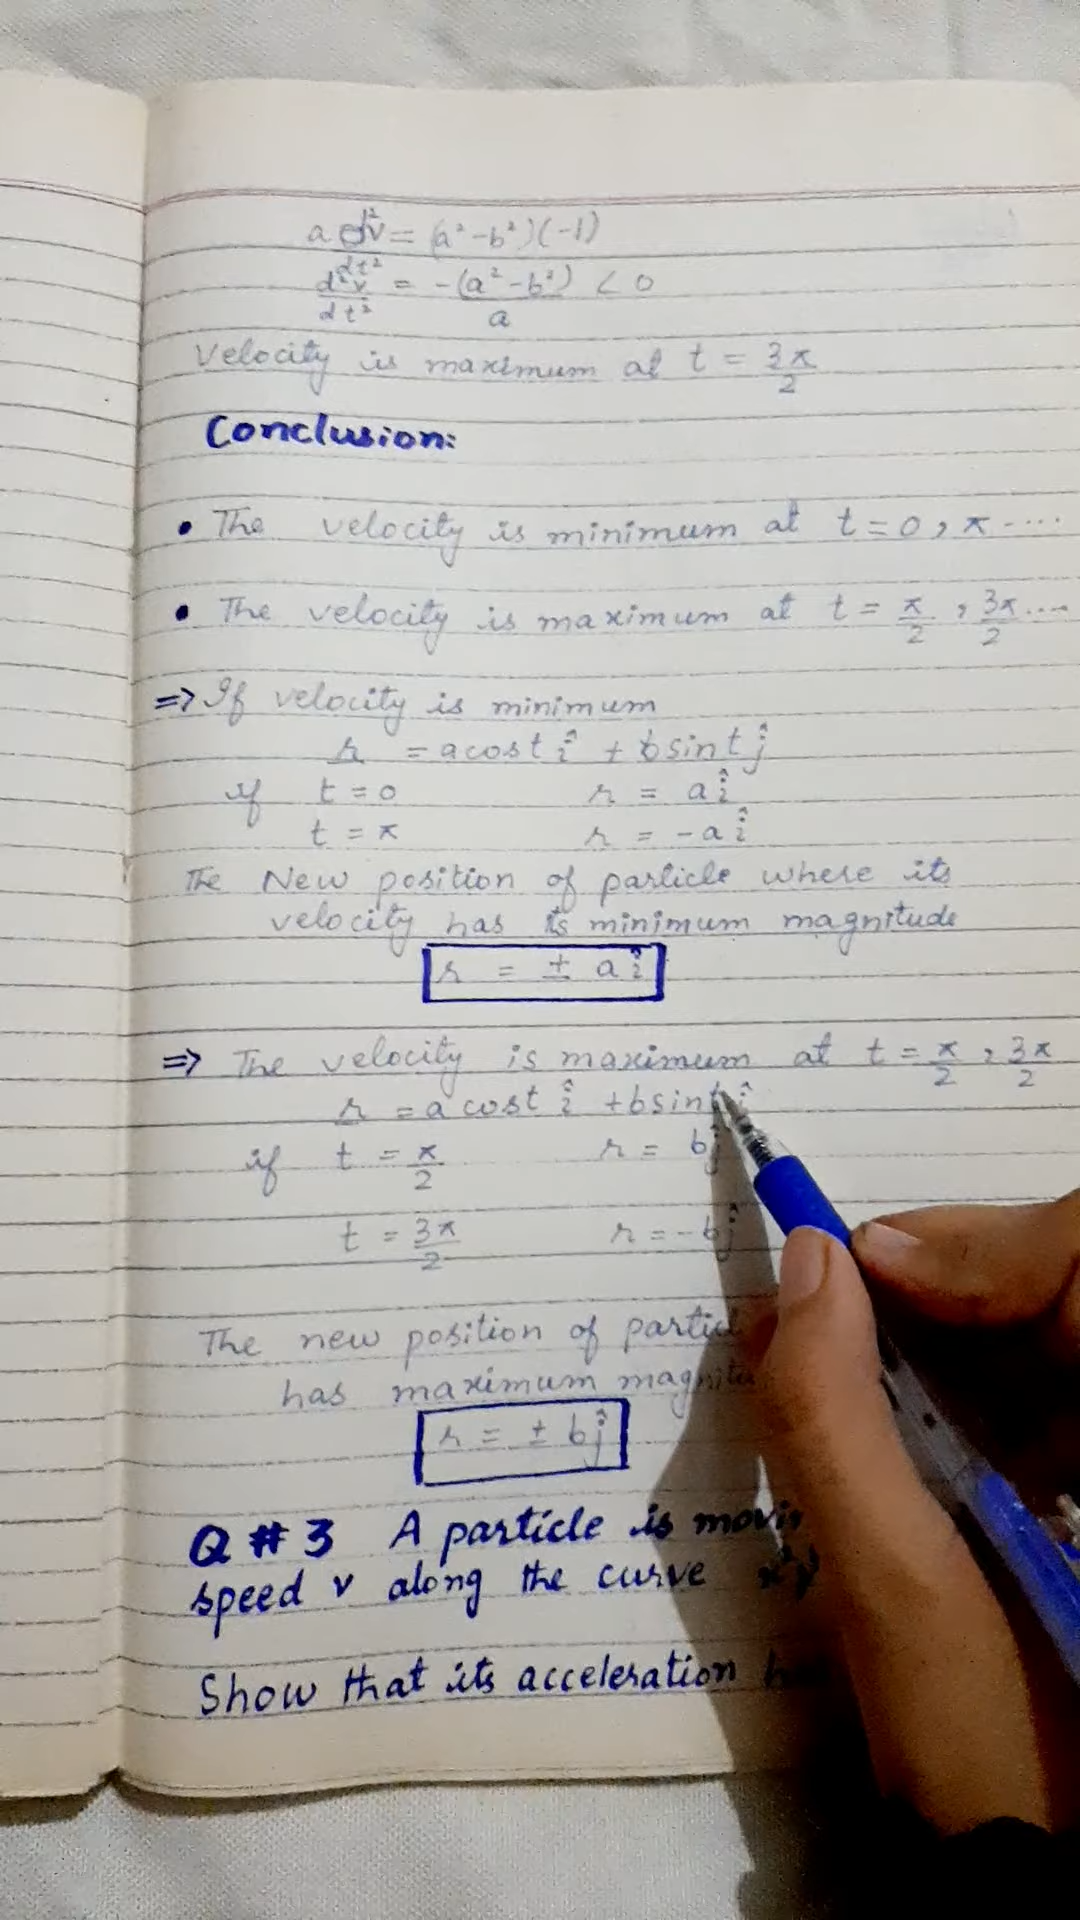 a d²v/dt² = (a²-b²)(-1)
d²v/dt² = -(a²-b²)/a < 0
Velocity is maximum at t = 3π/2
Conclusion:
• The velocity is minimum at t=0, π ....
• The velocity is maximum at t = π/2, 3π/2 ....
=> If velocity is minimum
r = acost î + bsint ĵ
if t = 0 r = aî
t = π r = -aî
The New position of particle where its
velocity has its minimum magnitude
r = ± aî
=> The velocity is maximum at t = π/2, 3π/2
r = a cost î + bsint ĵ
if t = π/2 r = bĵ
t = 3π/2 r = -bĵ
The new position of
has maximum
r = ± bĵ
Q # 3 A particle is
speed v along the curve
Show that its acceleration